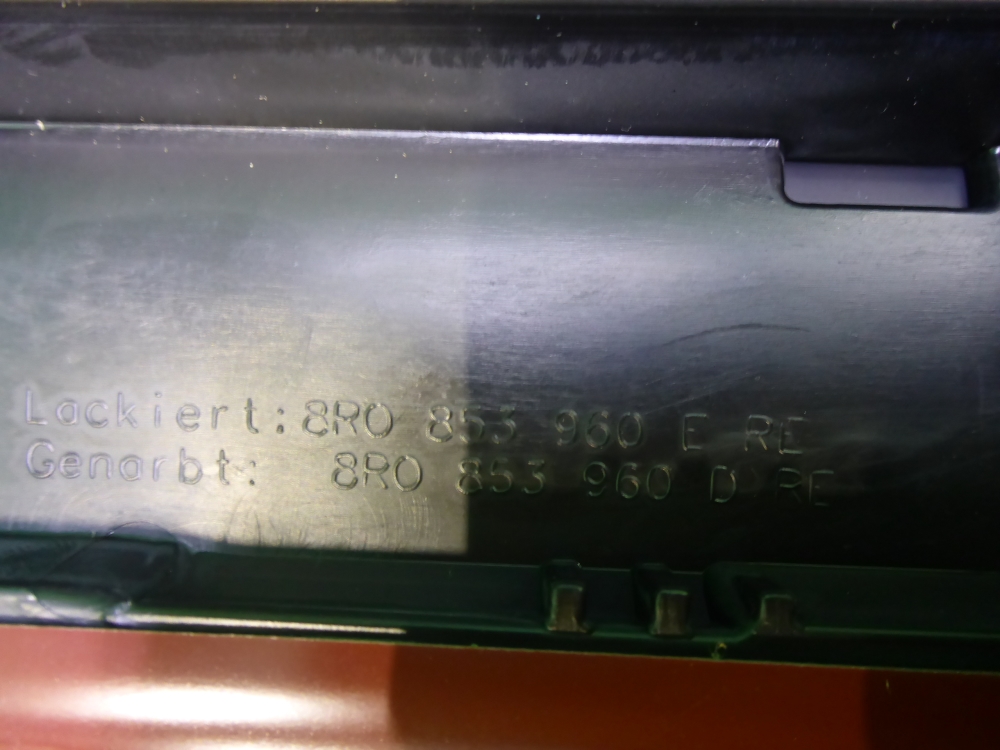 Lackiert: 8R0 853 960 E RE
Genarbt: 8R0 853 960 D RE